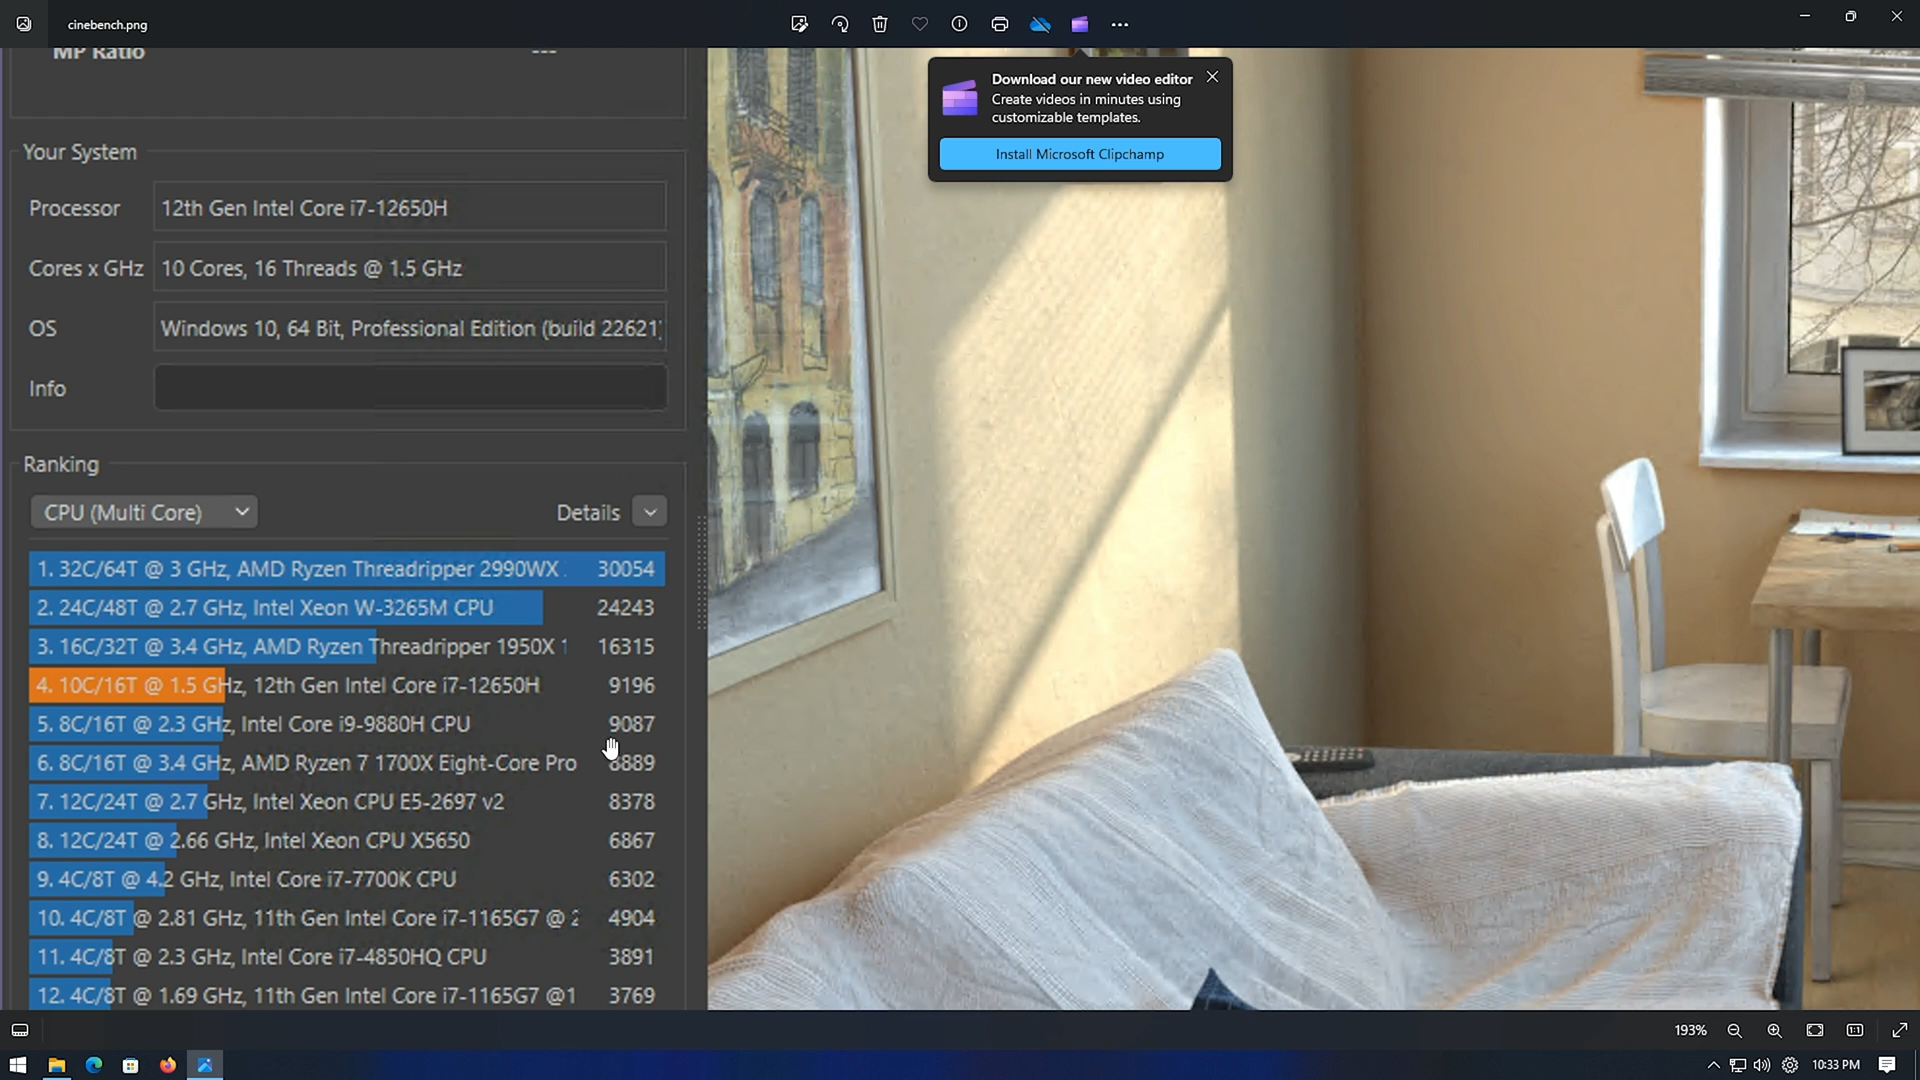 cinebench.png
MP Ratio
---
Download our new video editor
Create videos in minutes using
customizable templates.
Install Microsoft Clipchamp
Your System
Processor 12th Gen Intel Core i7-12650H
Cores x GHz 10 Cores, 16 Threads @ 1.5 GHz
OS Windows 10, 64 Bit, Professional Edition (build 22621)
Info
Ranking
CPU (Multi Core) Details
1. 32C/64T @ 3 GHz, AMD Ryzen Threadripper 2990WX 30054
2. 24C/48T @ 2.7 GHz, Intel Xeon W-3265M CPU 24243
3. 16C/32T @ 3.4 GHz, AMD Ryzen Threadripper 1950X 1 16315
4. 10C/16T @ 1.5 GHz, 12th Gen Intel Core i7-12650H 9196
5. 8C/16T @ 2.3 GHz, Intel Core i9-9880H CPU 9087
6. 8C/16T @ 3.4 GHz, AMD Ryzen 7 1700X Eight-Core Pro 8889
7. 12C/24T @ 2.7 GHz, Intel Xeon CPU E5-2697 v2 8378
8. 12C/24T @ 2.66 GHz, Intel Xeon CPU X5650 6867
9. 4C/8T @ 4.2 GHz, Intel Core i7-7700K CPU 6302
10. 4C/8T @ 2.81 GHz, 11th Gen Intel Core i7-1165G7 @ 2 4904
11. 4C/8T @ 2.3 GHz, Intel Core i7-4850HQ CPU 3891
12. 4C/8T @ 1.69 GHz, 11th Gen Intel Core i7-1165G7 @1 3769
193%
1:1
10:33 PM